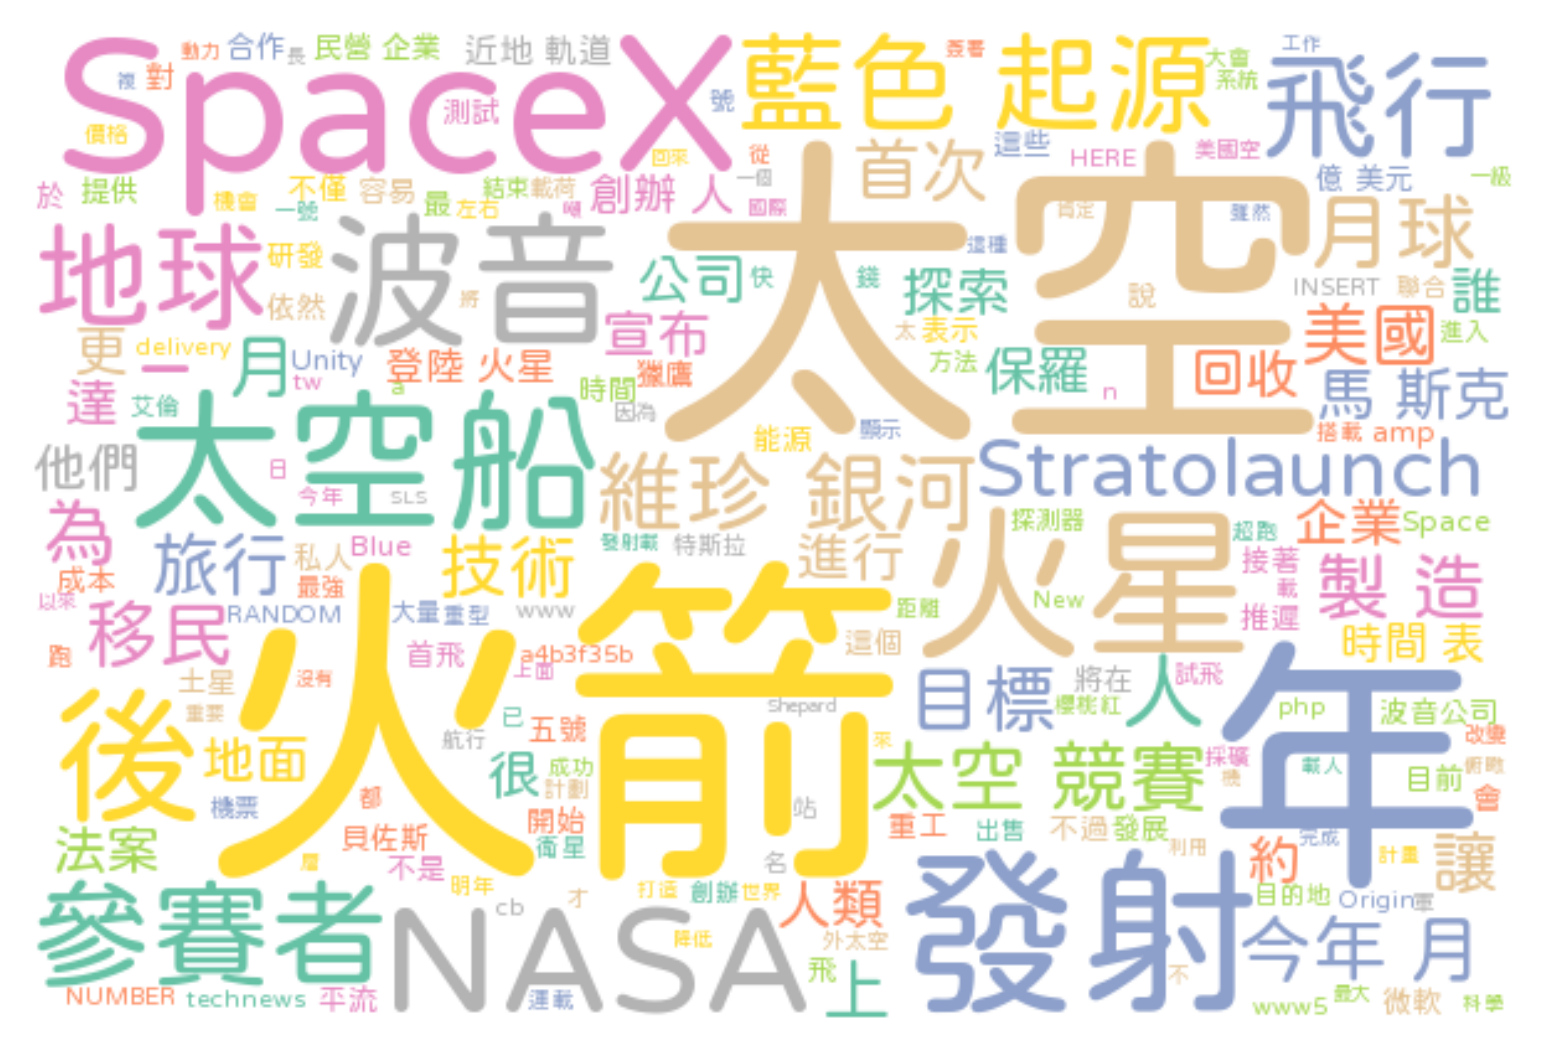 SpaceX
動力
合作
長
民營 企業
近地 軌道
藍色 起源
簽署
大會
系統
工作
飛行
複
對
測試
號
價格
回來
從
一個
首次
這些
HERE
美國空
億 美元
一級
於
提供
機會
不僅
一號
容易
最
左右
結束
載荷
創辦 人
國際
太空
肯定
雖然
月球
地球
研發
依然
波音
將
公司
快
錢
這種
探索
說
INSERT
聯合
誰
更
delivery
一
月
Unity
tw
登陸 火星
宣布
獵鷹
太
表示
方法
保羅
n
回收
美國
進入
馬 斯克
達
艾倫
a
時間
因為
能源
顯示
搭載
amp
他們
太空船
日
今年
SLS
維珍 銀河
Stratolaunch
為
旅行
私人
Blue
最強
技術
發射載
特斯拉
進行
火星
探測器
超跑
企業
Space
成本
以來
移民
RANDOM
大量
重型
www
距離
New
接著
載
推遲
製 造
跑
首飛
a4b3f35b
上面
這個
時間 表
土星
重要
沒有
火箭
Shepard
目標
將在
櫻桃紅
人
試飛
年
php
波音公司
改變
後
地面
機票
航行
已
五號
很
成功
計劃
站
來
太空 競賽
採礦
機
載人
目前
俯瞰
會
都
貝佐斯
開始
衛星
重工
出售
不過
發展
利用
完成
約
計畫
讓
法案
層
不是
明年
才
名
打造
創辦
世界
人類
目的地
Origin
軍
參賽者
NASA
cb
降低
外太空
發射
今年 月
NUMBER
technews
平流
運載
飛
上
不
www5
最大
微軟
科學